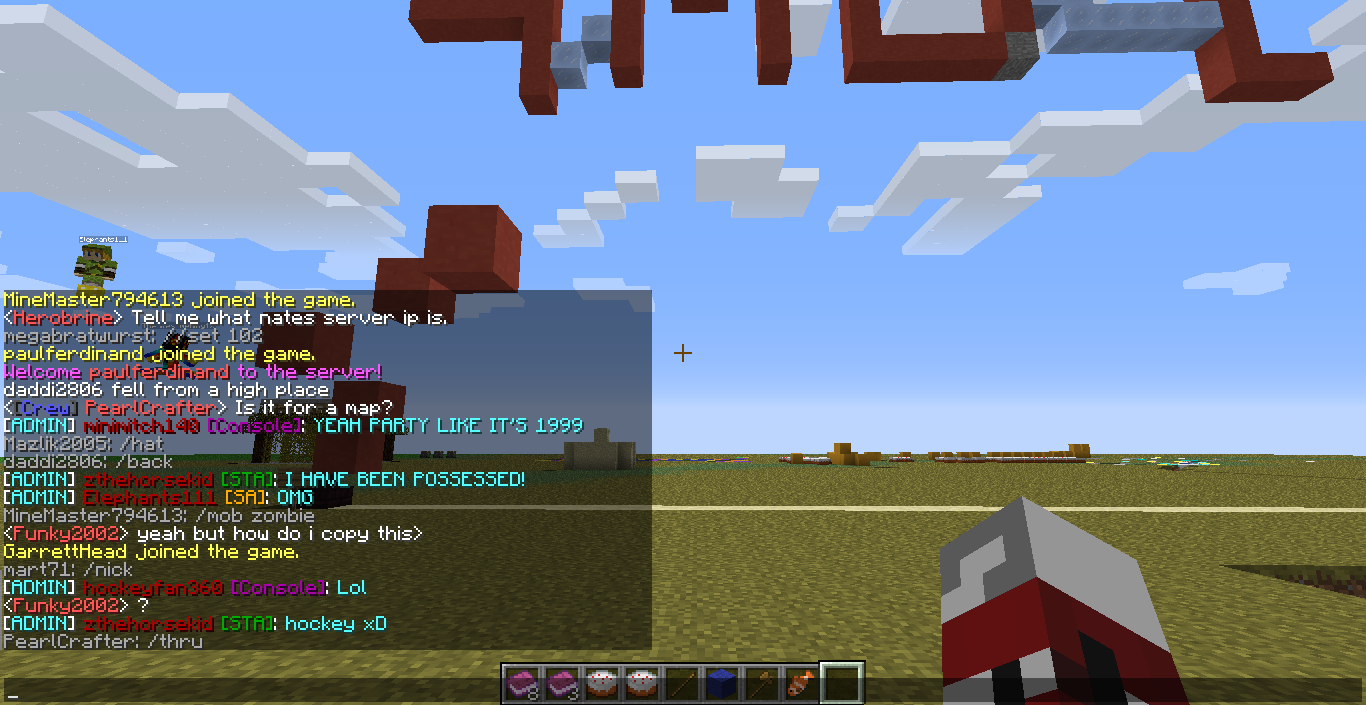 Elephants111
MineMaster794613 joined the game.
<Herobrine> Tell me what nates server ip is.
megabratwurst: //set 102
paulferdinand joined the game.
Welcome paulferdinand to the server!
daddi2806 fell from a high place
<[Crew] PearlCrafter> Is it for a map?
[ADMIN] miniwitch140 [Console]: YEAH PARTY LIKE IT'S 1999
Mazlik2005: /hat
daddi2806: /back
[ADMIN] zthehorsekid [STA]: I HAVE BEEN POSSESSED!
[ADMIN] Elephants111 [SA]: OMG
MineMaster794613: /mob zombie
<Funky2002> yeah but how do i copy this>
GarrettHead joined the game.
mart71: /nick
[ADMIN] hockeyfan360 [Console]: Lol
<Funky2002> ?
[ADMIN] zthehorsekid [STA]: hockey xD
PearlCrafter: /thru
8 3
_